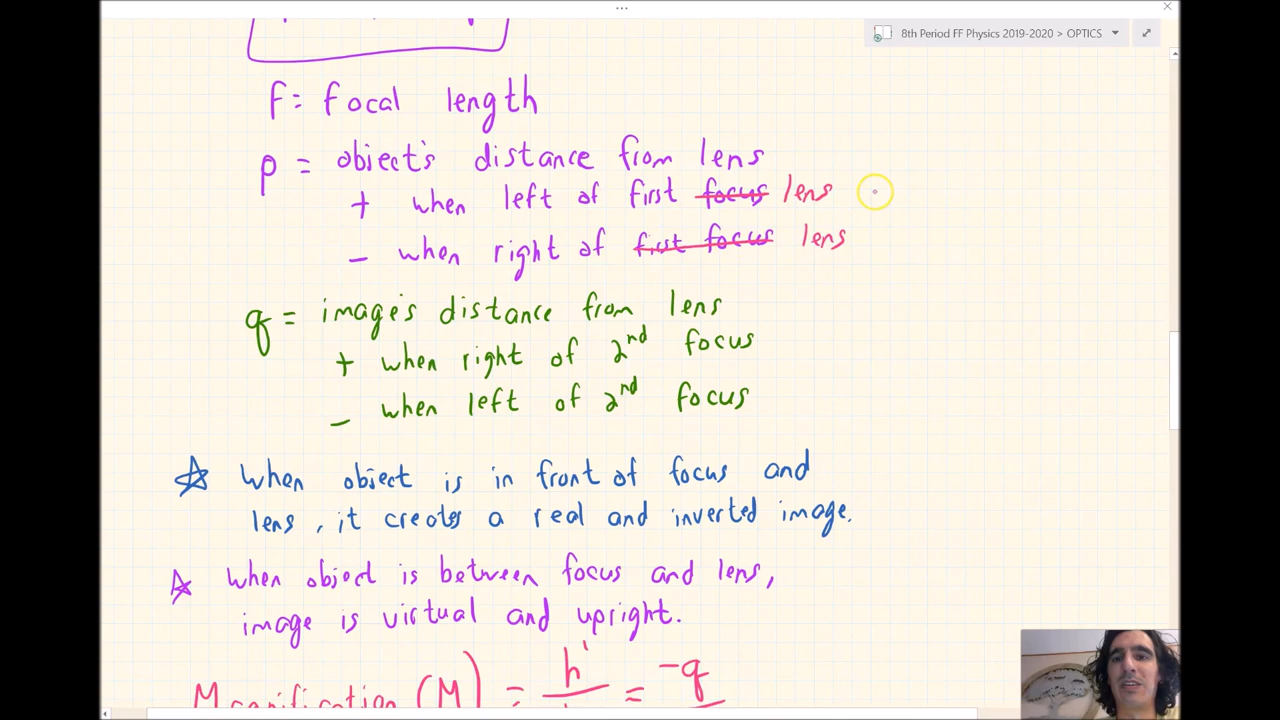 8th Period FF Physics 2019-2020 > OPTICS
f = focal length
p = object's distance from lens
+ when left of first focus lens
- when right of first focus lens
q = image's distance from lens
+ when right of 2nd focus
- when left of 2nd focus
☆ When object is in front of focus and
lens, it creates a real and inverted image.
☆ When object is between focus and lens,
image is virtual and upright.
Magnification (M) = h' = -q